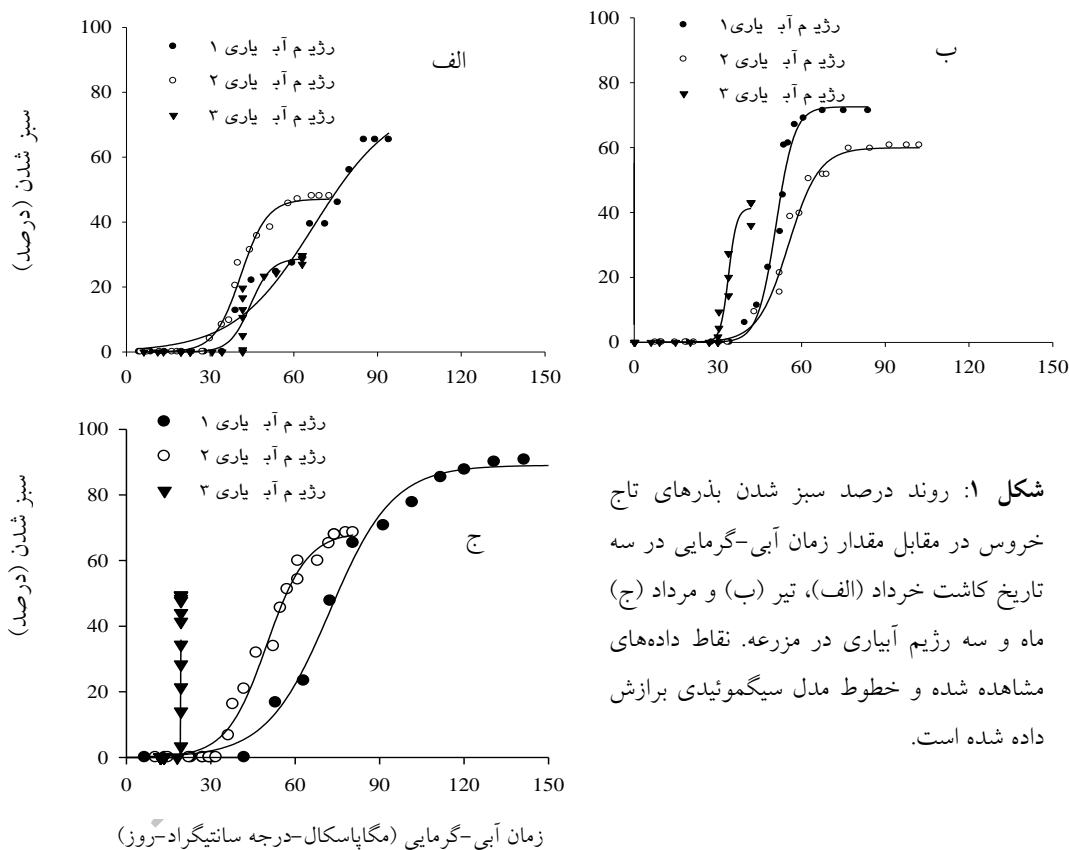 100
80
60
40
20
0
0 30 60 90 120 150
سبز شدن (درصد)
رژیم آبیاری ۱
رژیم آبیاری ۲
رژیم آبیاری ۳
الف
100
80
60
40
20
0
0 30 60 90 120 150
رژیم آبیاری۱
رژیم آبیاری ۲
رژیم آبیاری ۳
ب
100
80
60
40
20
0
0 30 60 90 120 150
سبز شدن (درصد)
رژیم آبیاری ۱
رژیم آبیاری ۲
رژیم آبیاری ۳
ج
زمان آبی-گرمایی (مگاپاسکال-درجه سانتیگراد-روز)
شکل ۱: روند درصد سبز شدن بذرهای تاج
خروس در مقابل مقدار زمان آبی-گرمایی در سه
تاریخ کاشت خرداد (الف)، تیر (ب) و مرداد (ج)
ماه و سه رژیم آبیاری در مزرعه. نقاط داده‌های
مشاهده شده و خطوط مدل سیگموئیدی برازش
داده شده است.